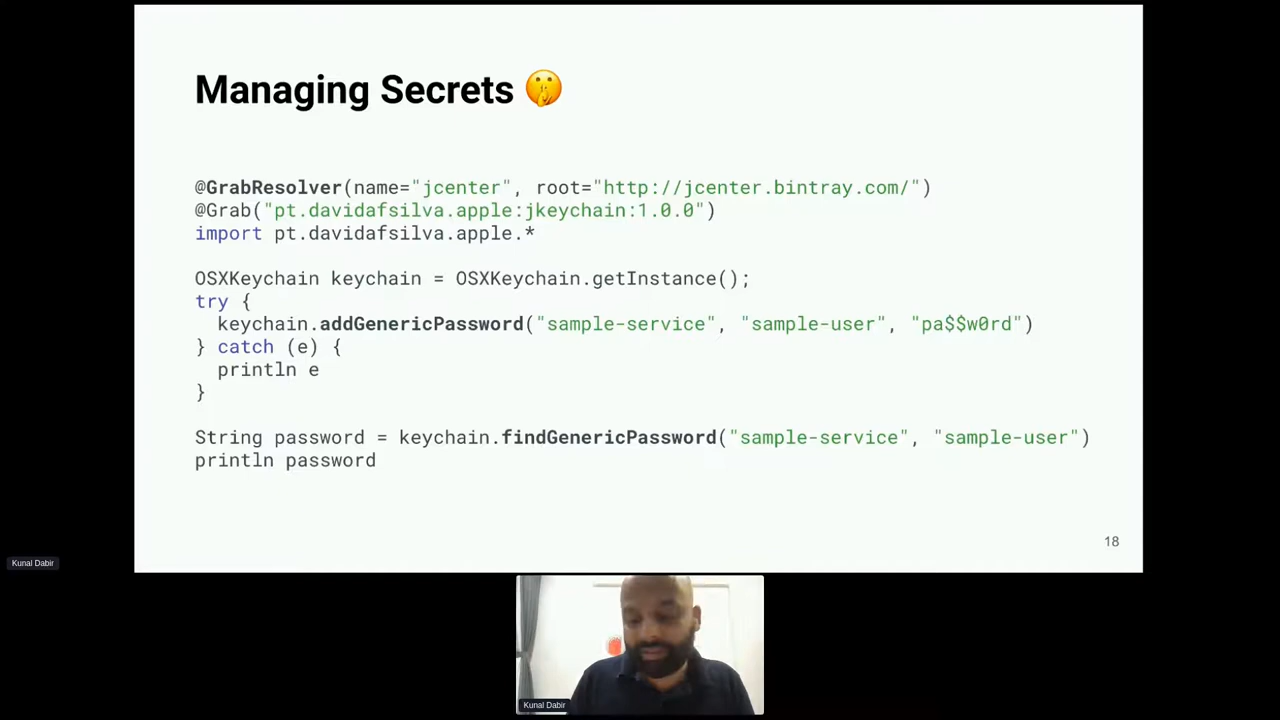 Managing Secrets 🤫
@GrabResolver(name="jcenter", root="http://jcenter.bintray.com/")
@Grab("pt.davidafsilva.apple:jkeychain:1.0.0")
import pt.davidafsilva.apple.*
OSXKeychain keychain = OSXKeychain.getInstance();
try {
  keychain.addGenericPassword("sample-service", "sample-user", "pa$$w0rd")
} catch (e) {
  println e
}
String password = keychain.findGenericPassword("sample-service", "sample-user")
println password
18
Kunal Dabir
Kunal Dabir